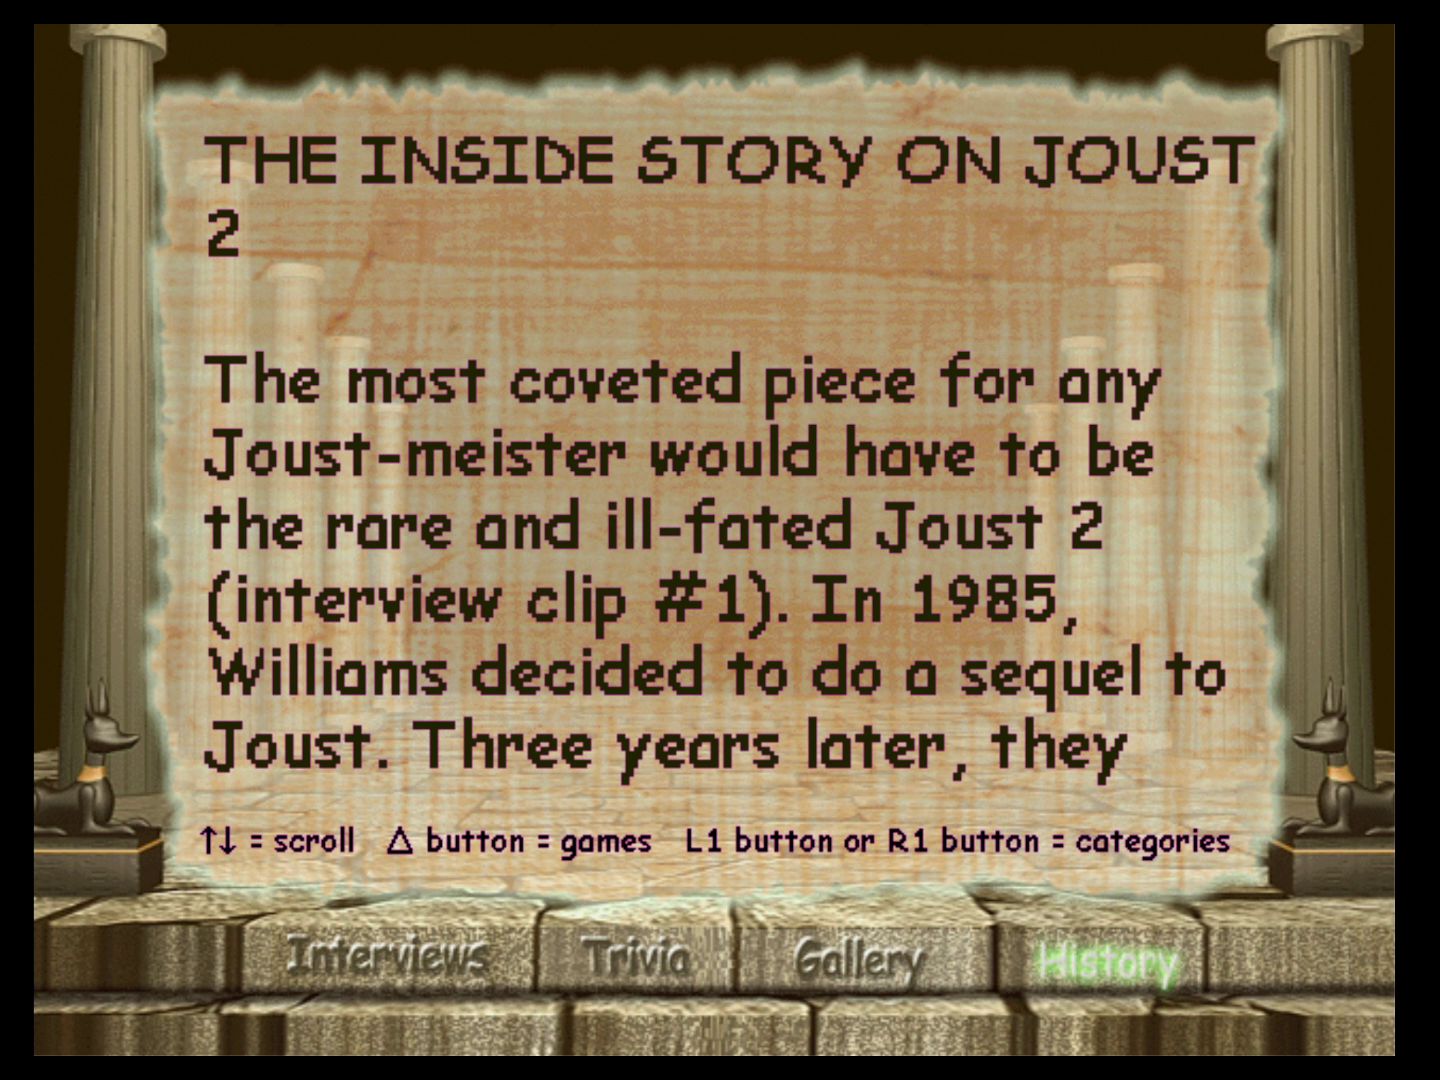 THE INSIDE STORY ON JOUST
2
The most coveted piece for any
Joust-meister would have to be
the rare and ill-fated Joust 2
(interview clip #1). In 1985,
Williams decided to do a sequel to
Joust. Three years later, they
↑↓ = scroll Δ button = games L1 button or R1 button = categories
Interviews Trivia Gallery History